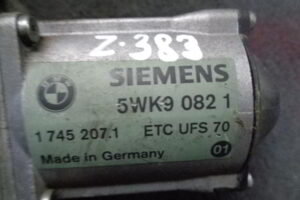 Z-383
SIEMENS
5WK9 082 1
1 745 207.1 ETC UFS 70
Made in Germany 01